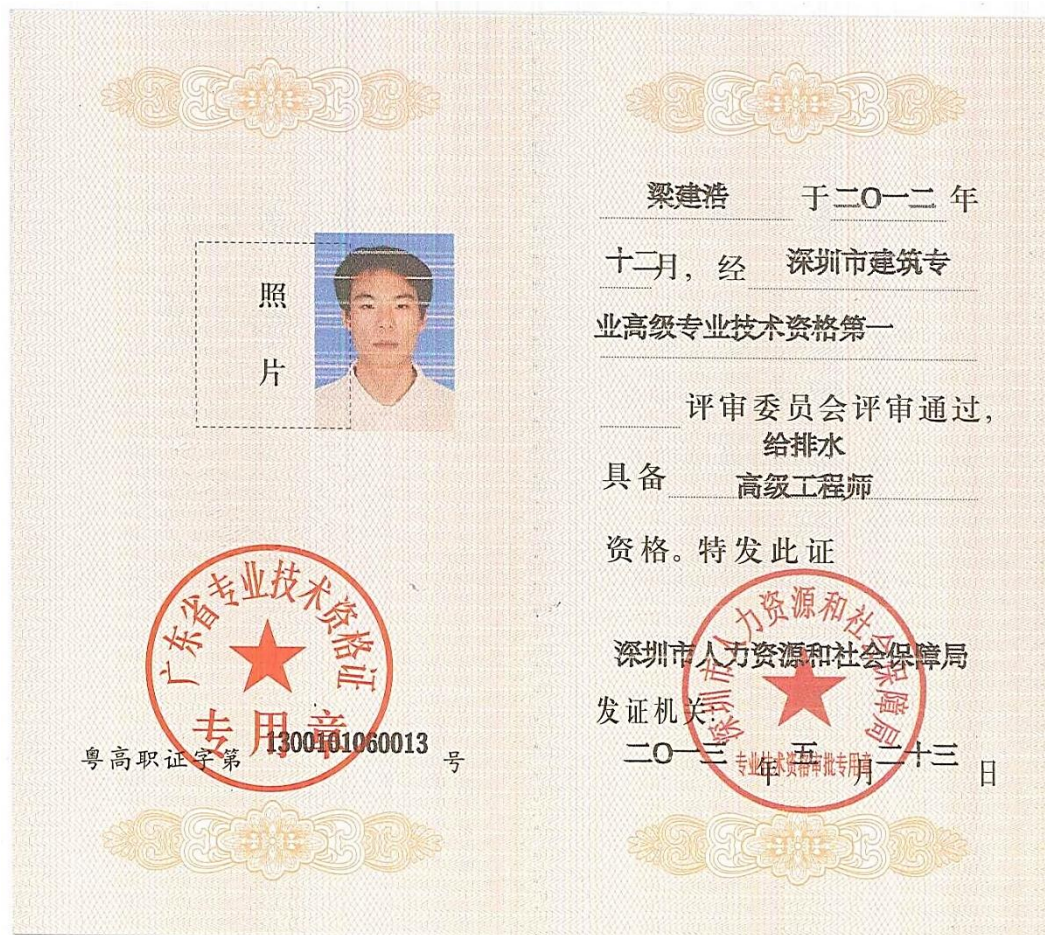 照
片
广东省专业技术资格证
专用章
粤高职证字第 1300101060013 号
梁建浩 于二〇一二年
十二月，经 深圳市建筑专
业高级专业技术资格第一
评审委员会评审通过，
给排水
具备 高级工程师
资格。特发此证
深圳市人力资源和社会保障局
深圳市人力资源和社会保障局
发证机关：
二〇一三 年 五 月 二十三 日
专业技术资格审批专用章